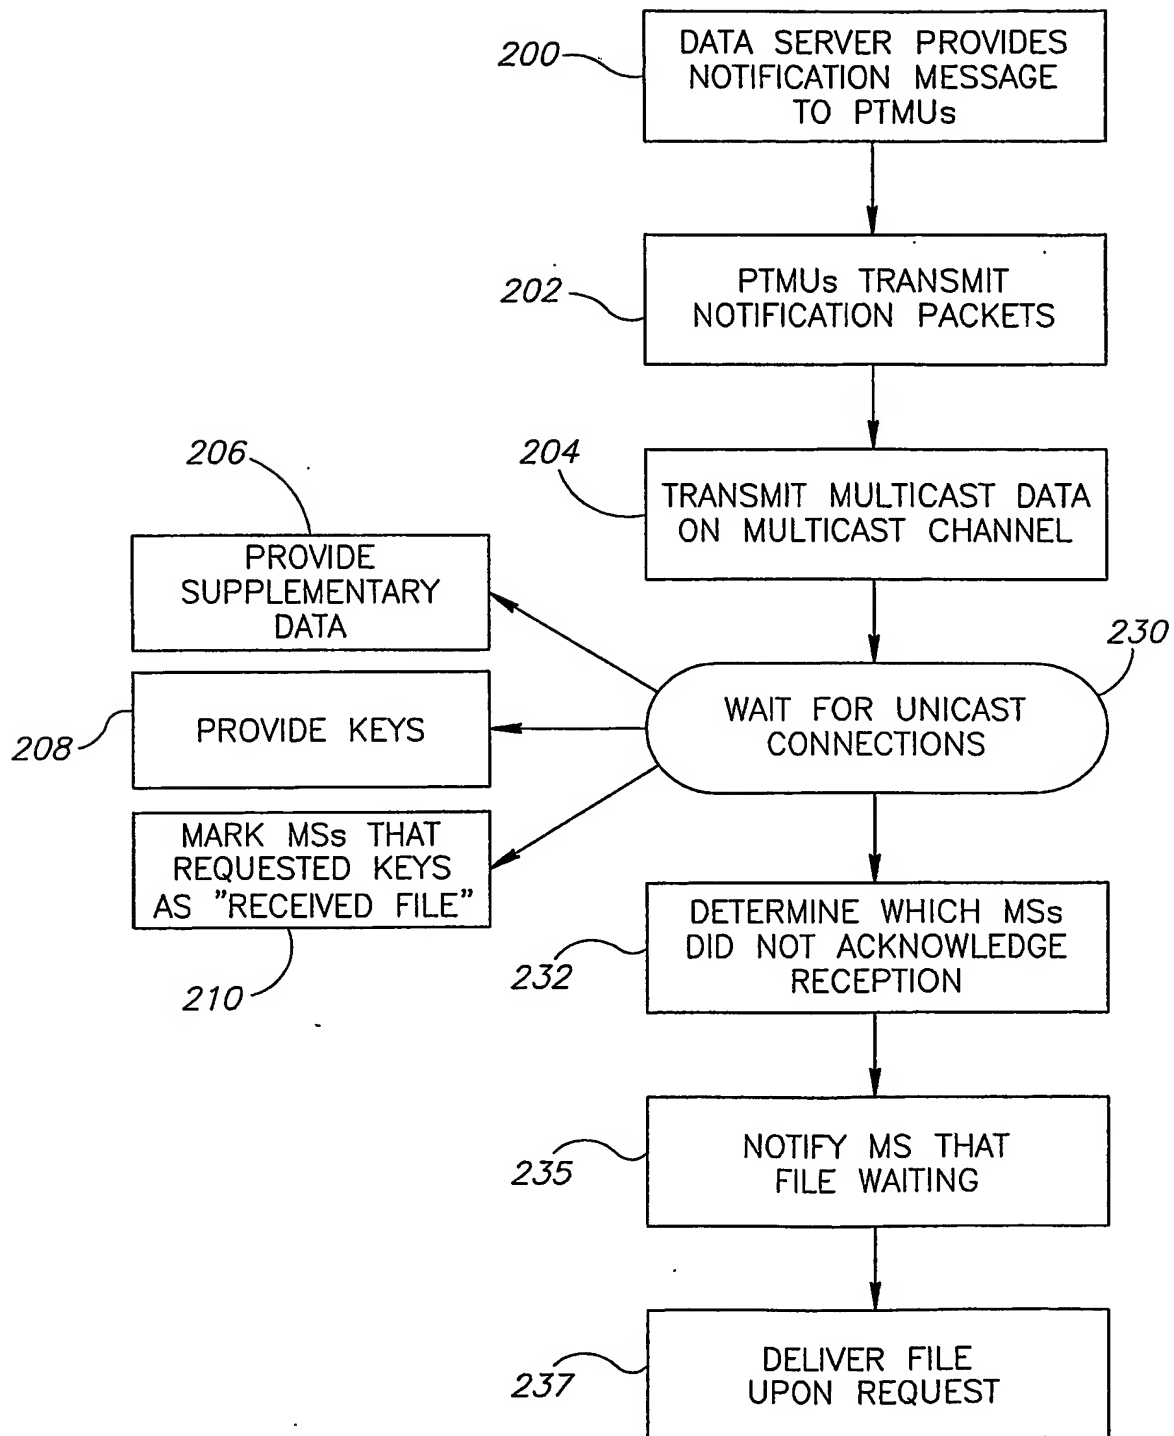 200
DATA SERVER PROVIDES
NOTIFICATION MESSAGE
TO PTMUs
202
PTMUs TRANSMIT
NOTIFICATION PACKETS
204
TRANSMIT MULTICAST DATA
ON MULTICAST CHANNEL
206
PROVIDE
SUPPLEMENTARY
DATA
230
WAIT FOR UNICAST
CONNECTIONS
208
PROVIDE KEYS
MARK MSs THAT
REQUESTED KEYS
AS "RECEIVED FILE"
210
232
DETERMINE WHICH MSs
DID NOT ACKNOWLEDGE
RECEPTION
235
NOTIFY MS THAT
FILE WAITING
237
DELIVER FILE
UPON REQUEST